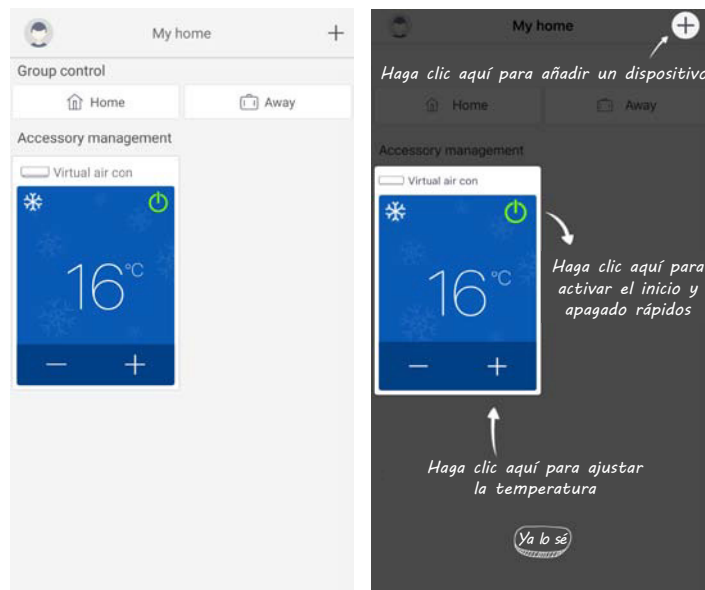 My home +
Group control
Home Away
Accessory management
Virtual air con
16°C
− +
My home +
Haga clic aquí para añadir un dispositivo
Home Away
Accessory management
Virtual air con
16°C
Haga clic aquí para
activar el inicio y
apagado rápidos
− +
Haga clic aquí para ajustar
la temperatura
Ya lo sé